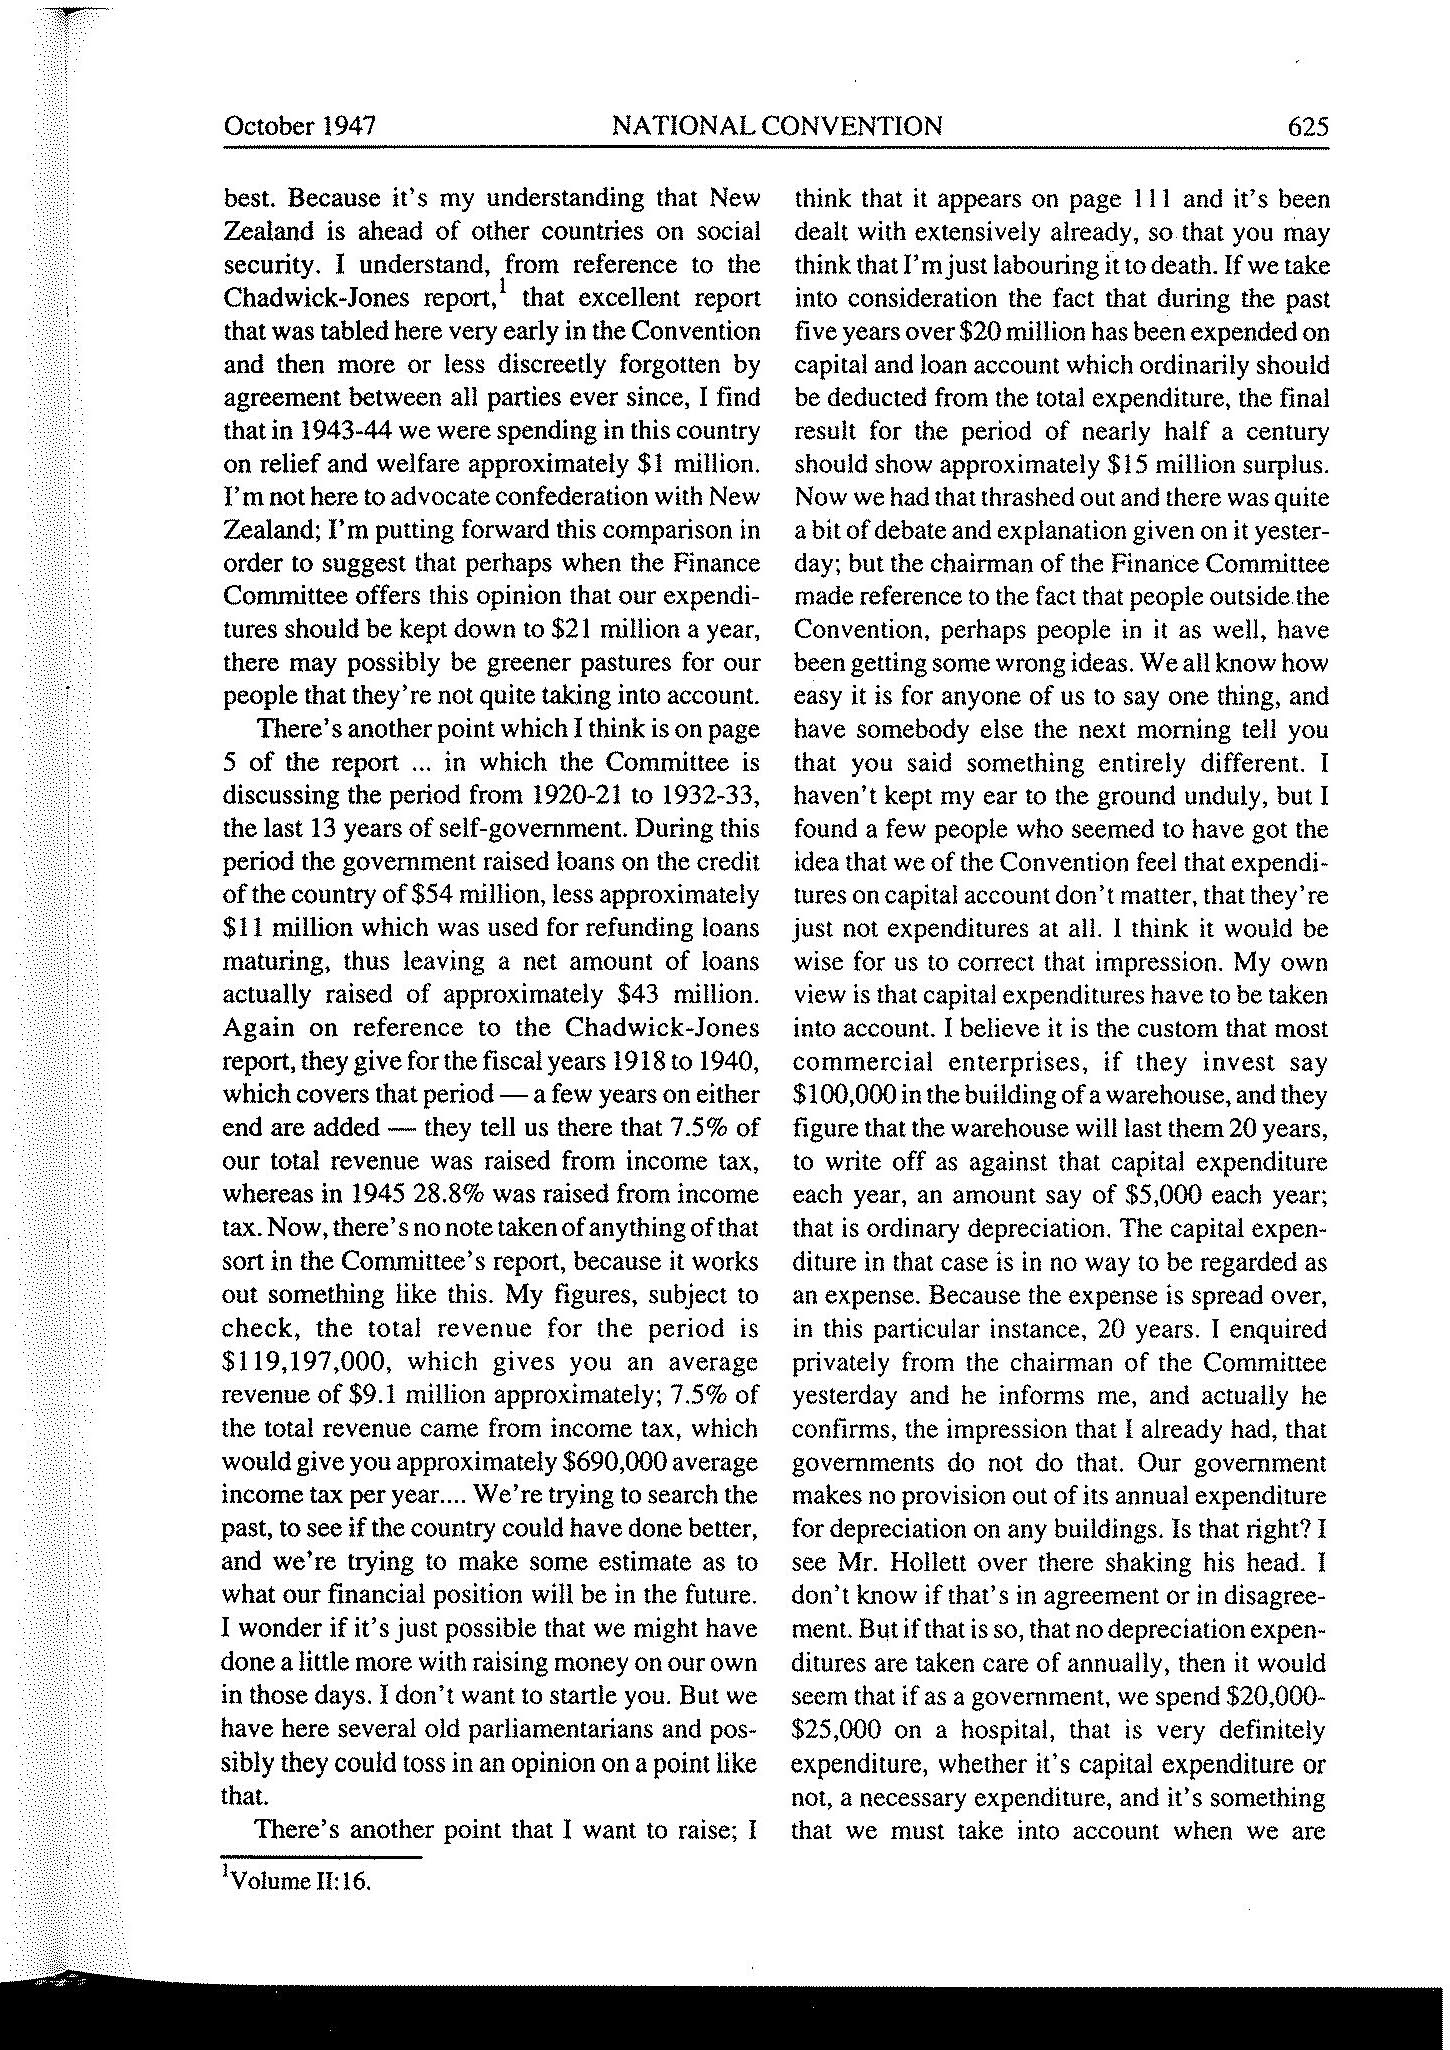 October 1947
NATIONAL CONVENTION
625
best. Because it's my understanding that New
Zealand is ahead of other countries on social
security. I understand, from reference to the
Chadwick-Jones report,¹ that excellent report
that was tabled here very early in the Convention
and then more or less discreetly forgotten by
agreement between all parties ever since, I find
that in 1943-44 we were spending in this country
on relief and welfare approximately $1 million.
I'm not here to advocate confederation with New
Zealand; I'm putting forward this comparison in
order to suggest that perhaps when the Finance
Committee offers this opinion that our expendi-
tures should be kept down to $21 million a year,
there may possibly be greener pastures for our
people that they're not quite taking into account.
There's another point which I think is on page
5 of the report ... in which the Committee is
discussing the period from 1920-21 to 1932-33,
the last 13 years of self-government. During this
period the government raised loans on the credit
of the country of $54 million, less approximately
$11 million which was used for refunding loans
maturing, thus leaving a net amount of loans
actually raised of approximately $43 million.
Again on reference to the Chadwick-Jones
report, they give for the fiscal years 1918 to 1940,
which covers that period — a few years on either
end are added — they tell us there that 7.5% of
our total revenue was raised from income tax,
whereas in 1945 28.8% was raised from income
tax. Now, there's no note taken of anything of that
sort in the Committee's report, because it works
out something like this. My figures, subject to
check, the total revenue for the period is
$119,197,000, which gives you an average
revenue of $9.1 million approximately; 7.5% of
the total revenue came from income tax, which
would give you approximately $690,000 average
income tax per year.... We're trying to search the
past, to see if the country could have done better,
and we're trying to make some estimate as to
what our financial position will be in the future.
I wonder if it's just possible that we might have
done a little more with raising money on our own
in those days. I don't want to startle you. But we
have here several old parliamentarians and pos-
sibly they could toss in an opinion on a point like
that.
There's another point that I want to raise; I
¹Volume II:16.
think that it appears on page 111 and it's been
dealt with extensively already, so that you may
think that I'm just labouring it to death. If we take
into consideration the fact that during the past
five years over $20 million has been expended on
capital and loan account which ordinarily should
be deducted from the total expenditure, the final
result for the period of nearly half a century
should show approximately $15 million surplus.
Now we had that thrashed out and there was quite
a bit of debate and explanation given on it yester-
day; but the chairman of the Finance Committee
made reference to the fact that people outside the
Convention, perhaps people in it as well, have
been getting some wrong ideas. We all know how
easy it is for anyone of us to say one thing, and
have somebody else the next morning tell you
that you said something entirely different. I
haven't kept my ear to the ground unduly, but I
found a few people who seemed to have got the
idea that we of the Convention feel that expendi-
tures on capital account don't matter, that they're
just not expenditures at all. I think it would be
wise for us to correct that impression. My own
view is that capital expenditures have to be taken
into account. I believe it is the custom that most
commercial enterprises, if they invest say
$100,000 in the building of a warehouse, and they
figure that the warehouse will last them 20 years,
to write off as against that capital expenditure
each year, an amount say of $5,000 each year;
that is ordinary depreciation. The capital expen-
diture in that case is in no way to be regarded as
an expense. Because the expense is spread over,
in this particular instance, 20 years. I enquired
privately from the chairman of the Committee
yesterday and he informs me, and actually he
confirms, the impression that I already had, that
governments do not do that. Our government
makes no provision out of its annual expenditure
for depreciation on any buildings. Is that right? I
see Mr. Hollett over there shaking his head. I
don't know if that's in agreement or in disagree-
ment. But if that is so, that no depreciation expen-
ditures are taken care of annually, then it would
seem that if as a government, we spend $20,000-
$25,000 on a hospital, that is very definitely
expenditure, whether it's capital expenditure or
not, a necessary expenditure, and it's something
that we must take into account when we are